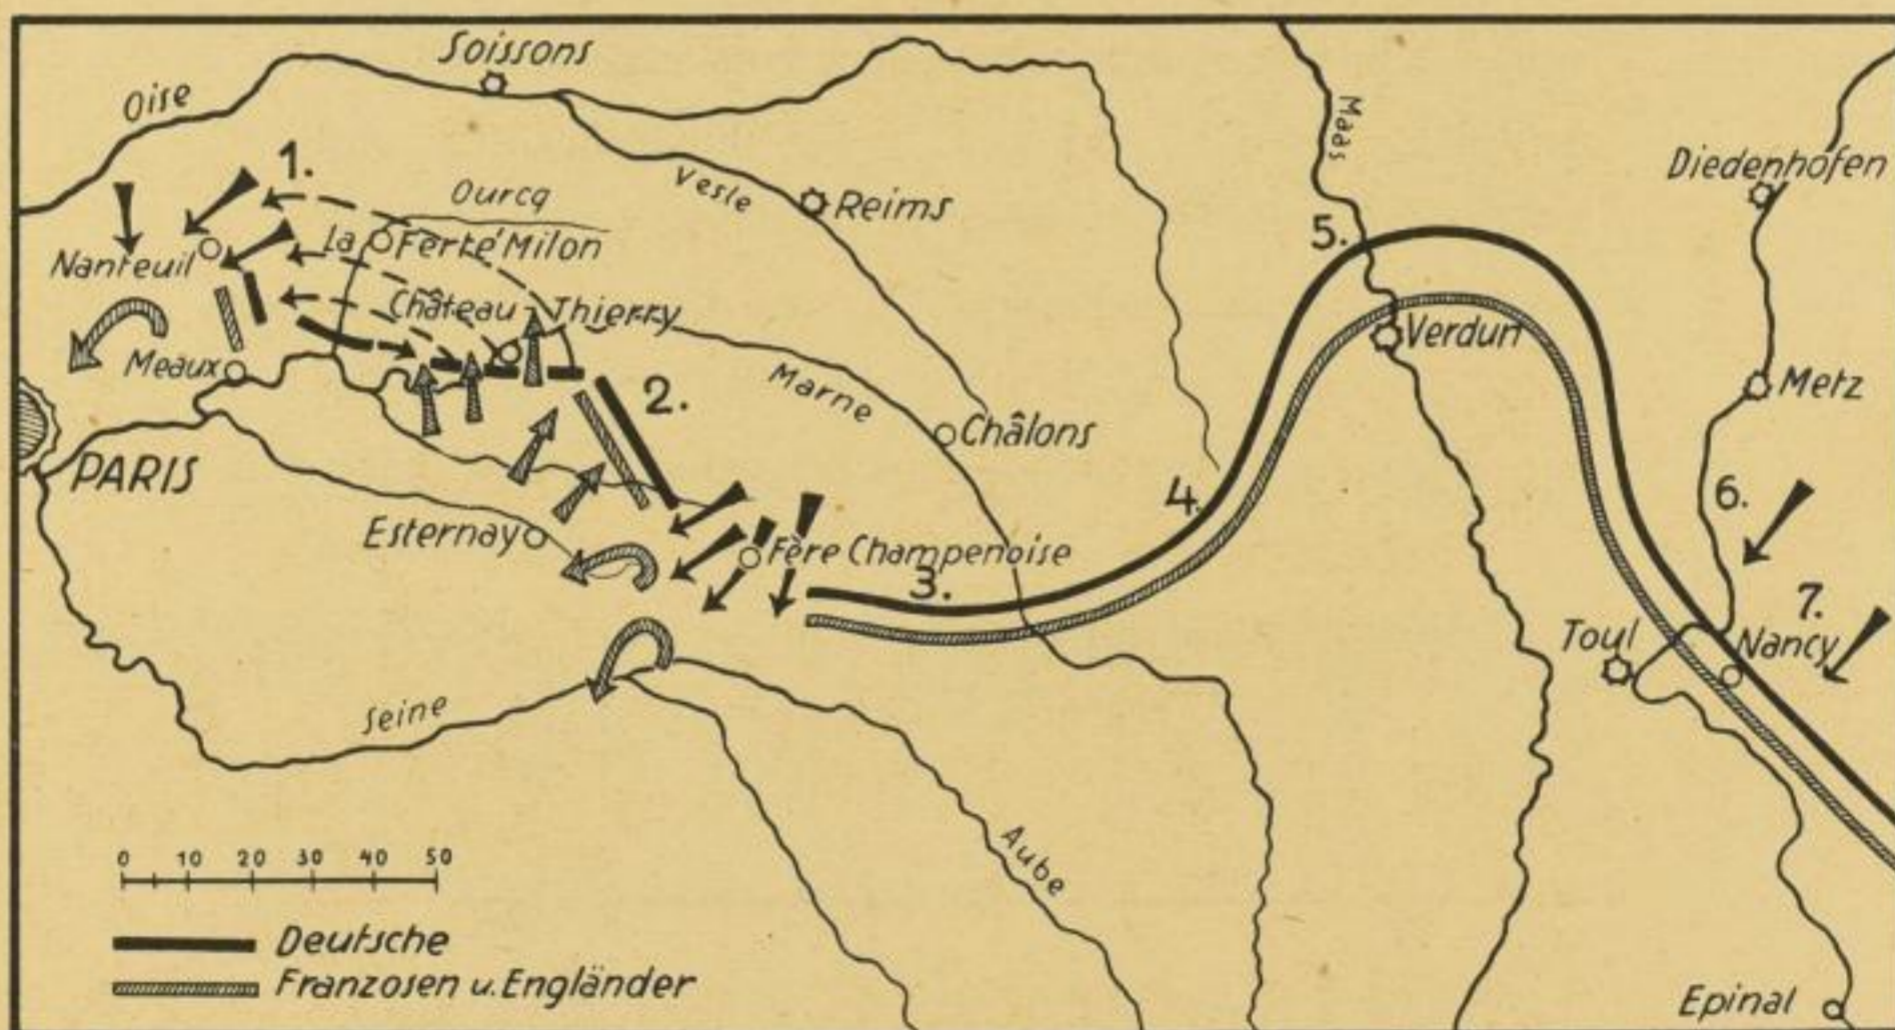 Soissons
Oise
Maas
1.
Ourcq
Vesle
Reims
Diedenhofen
Nanteuil
La Ferté Milon
5.
Château Thierry
Verdun
Meaux
2.
Marne
Metz
Châlons
PARIS
4.
6.
Esternay
Fère Champenoise
3.
7.
Toul
Nancy
Seine
Aube
0 10 20 30 40 50
Deutsche
Franzosen u. Engländer
Epinal